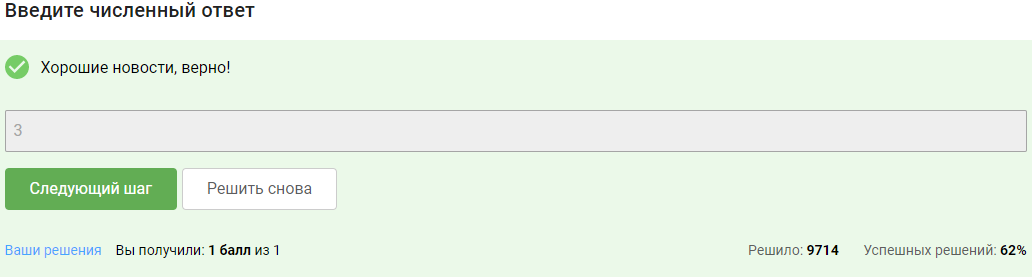 Введите численный ответ
Хорошие новости, верно!
3
Следующий шаг Решить снова
Ваши решения Вы получили: 1 балл из 1 Решило: 9714 Успешных решений: 62%